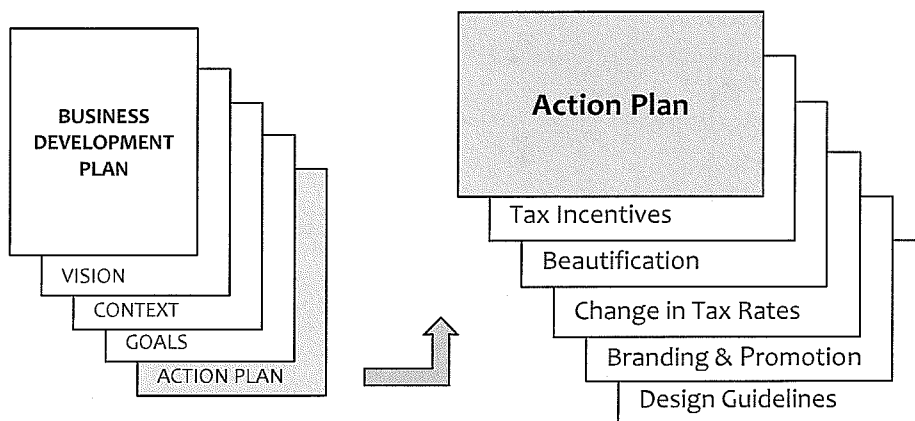 BUSINESS
DEVELOPMENT
PLAN
VISION
CONTEXT
GOALS
ACTION PLAN
Action Plan
Tax Incentives
Beautification
Change in Tax Rates
Branding & Promotion
Design Guidelines